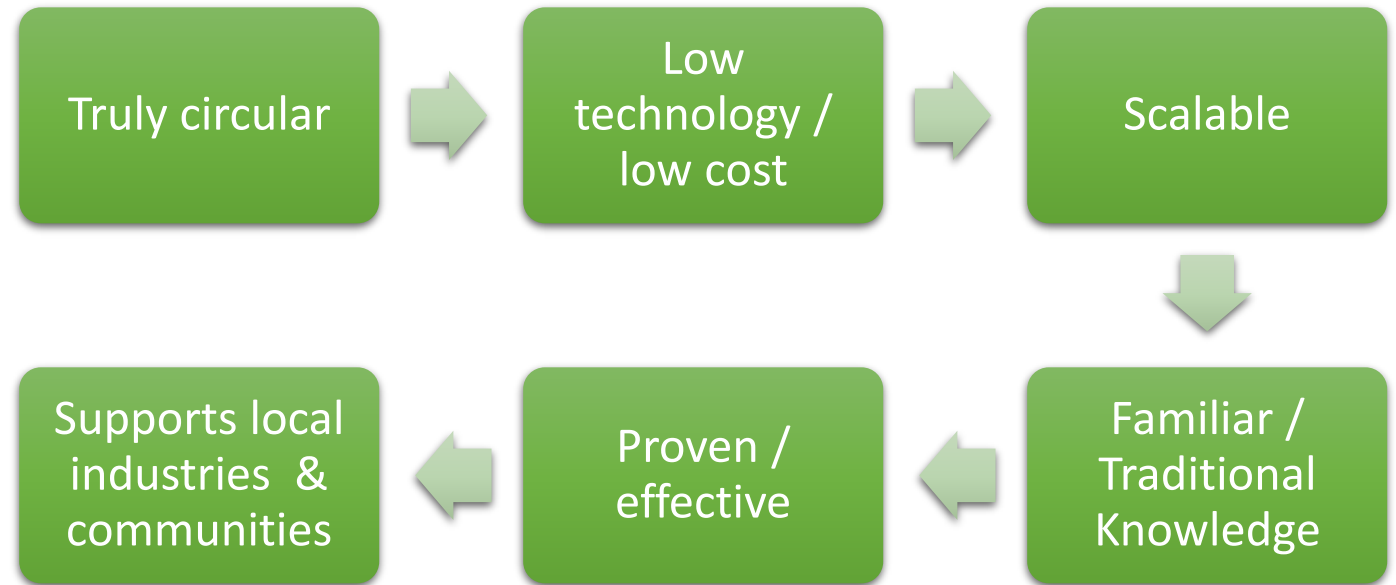 Truly circular
Low
technology /
low cost
Scalable
Familiar /
Traditional
Knowledge
Proven /
effective
Supports local
industries  &
communities